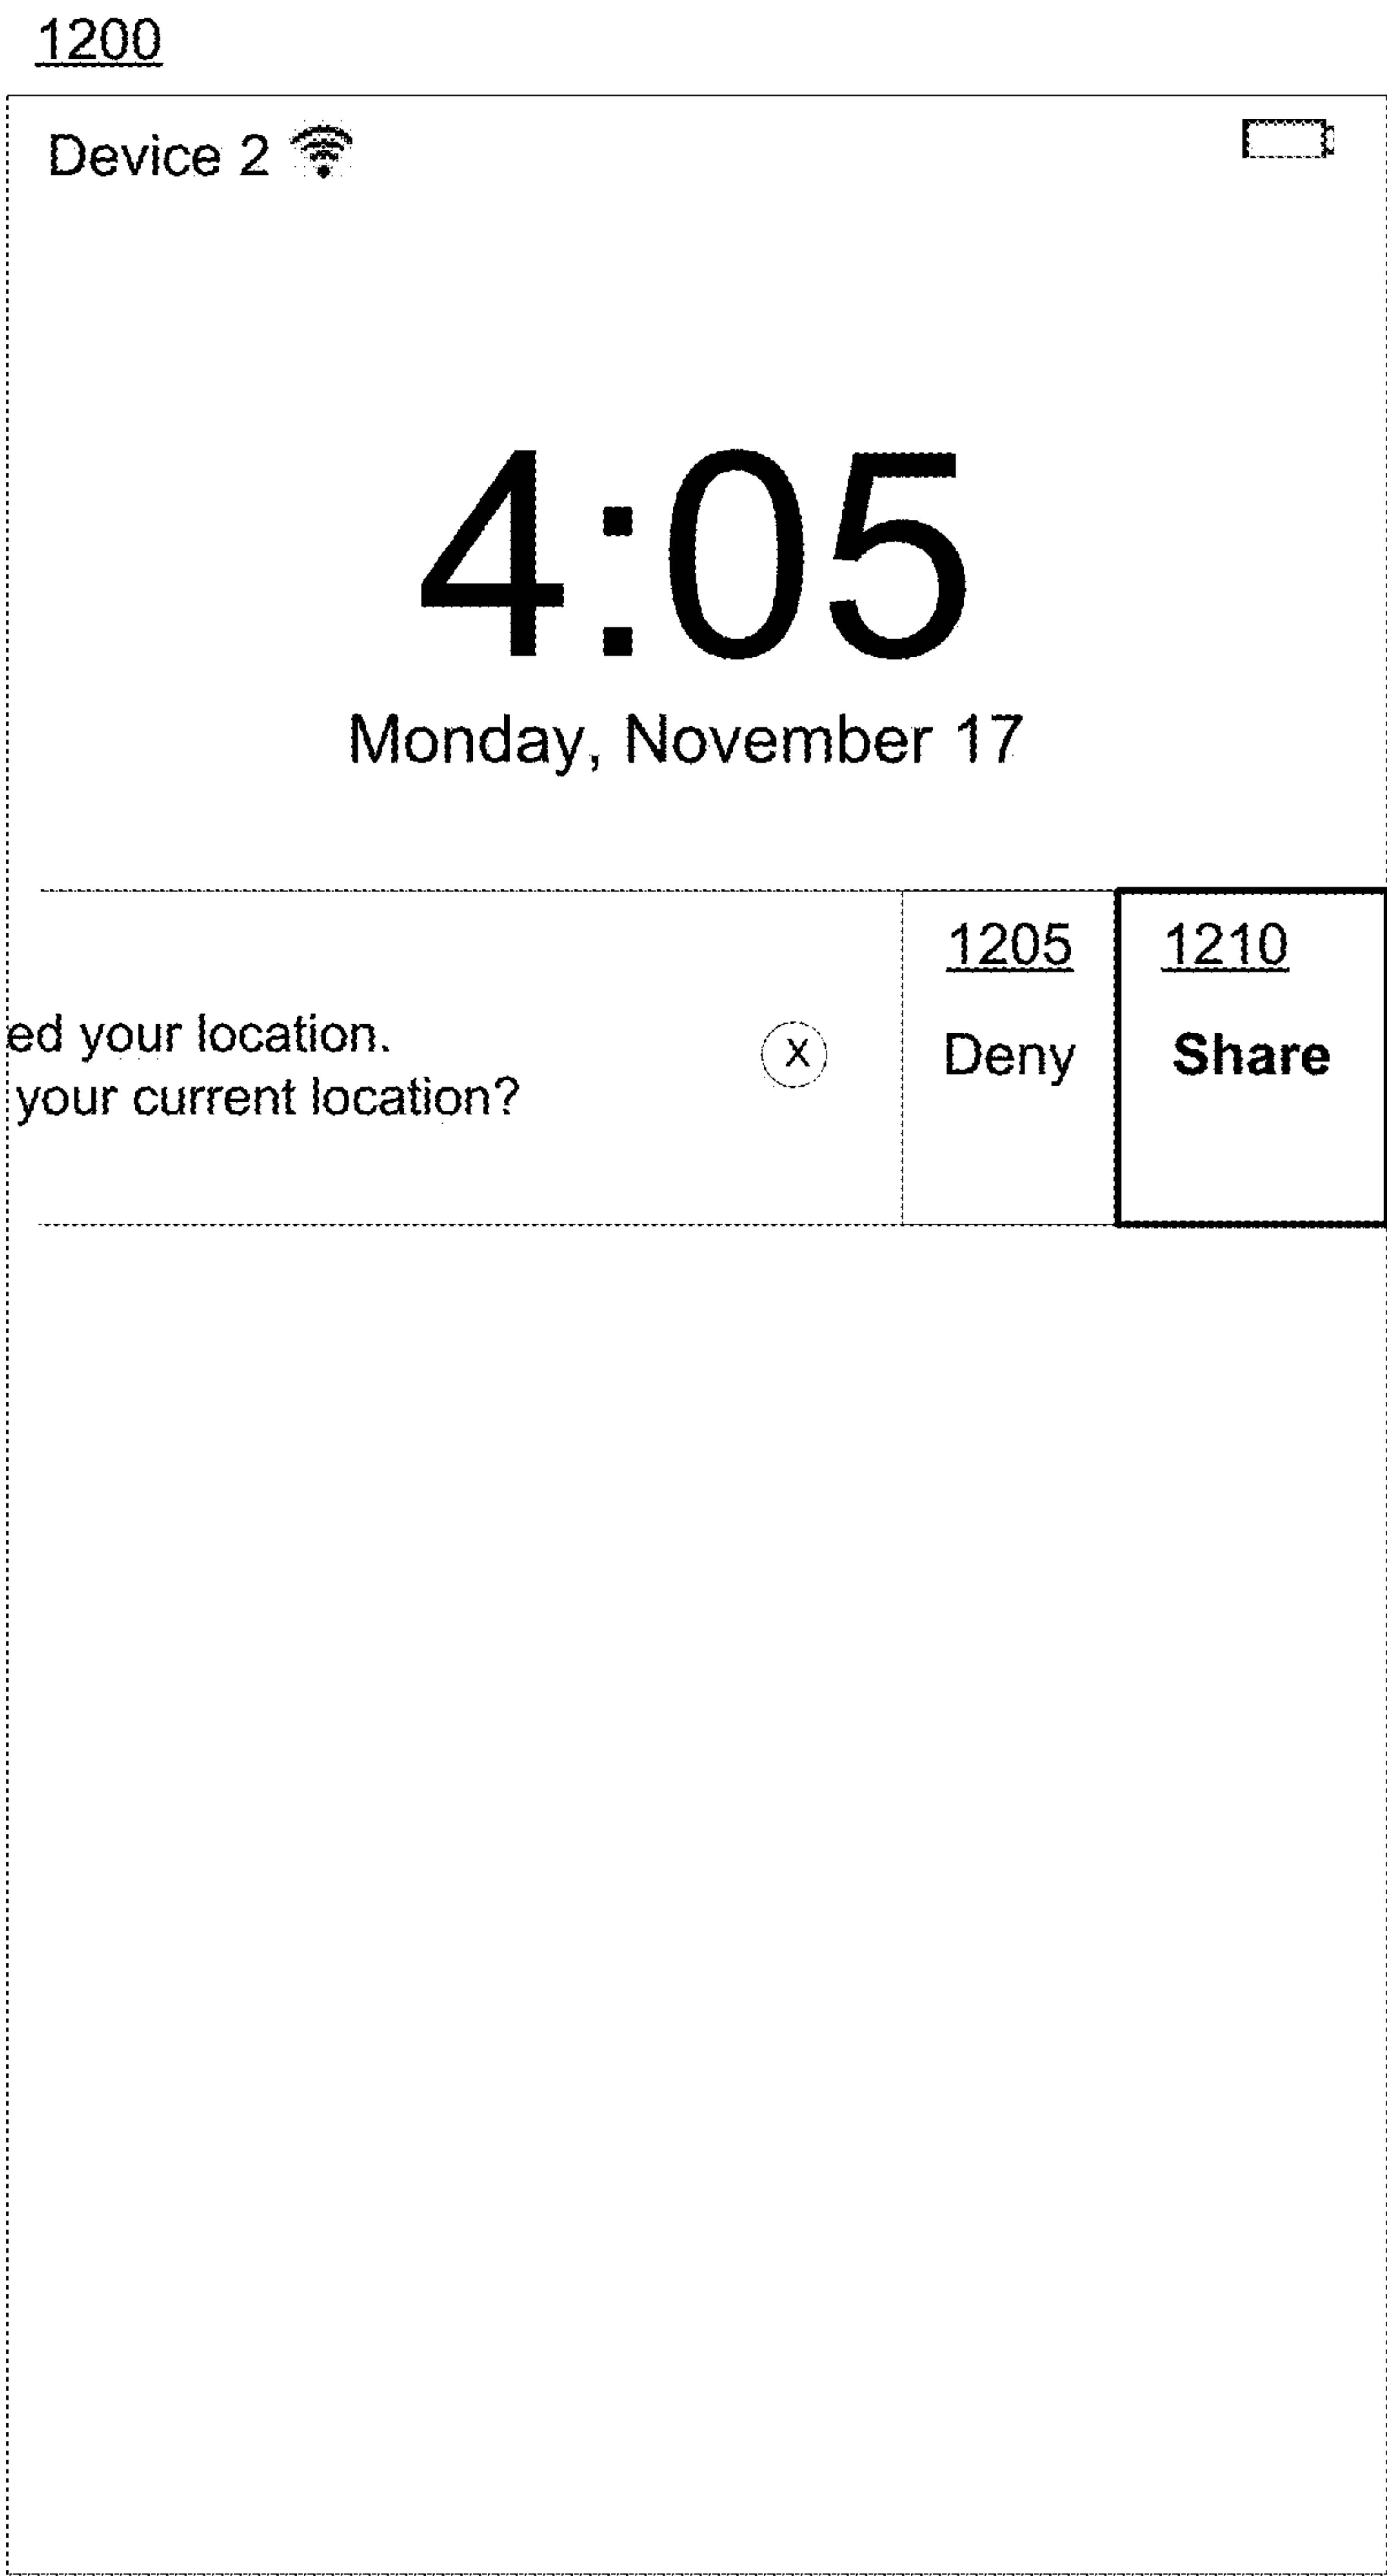 1200
Device 2
4:05
Monday, November 17
1205
1210
ed your location.
your current location?
X
Deny
Share